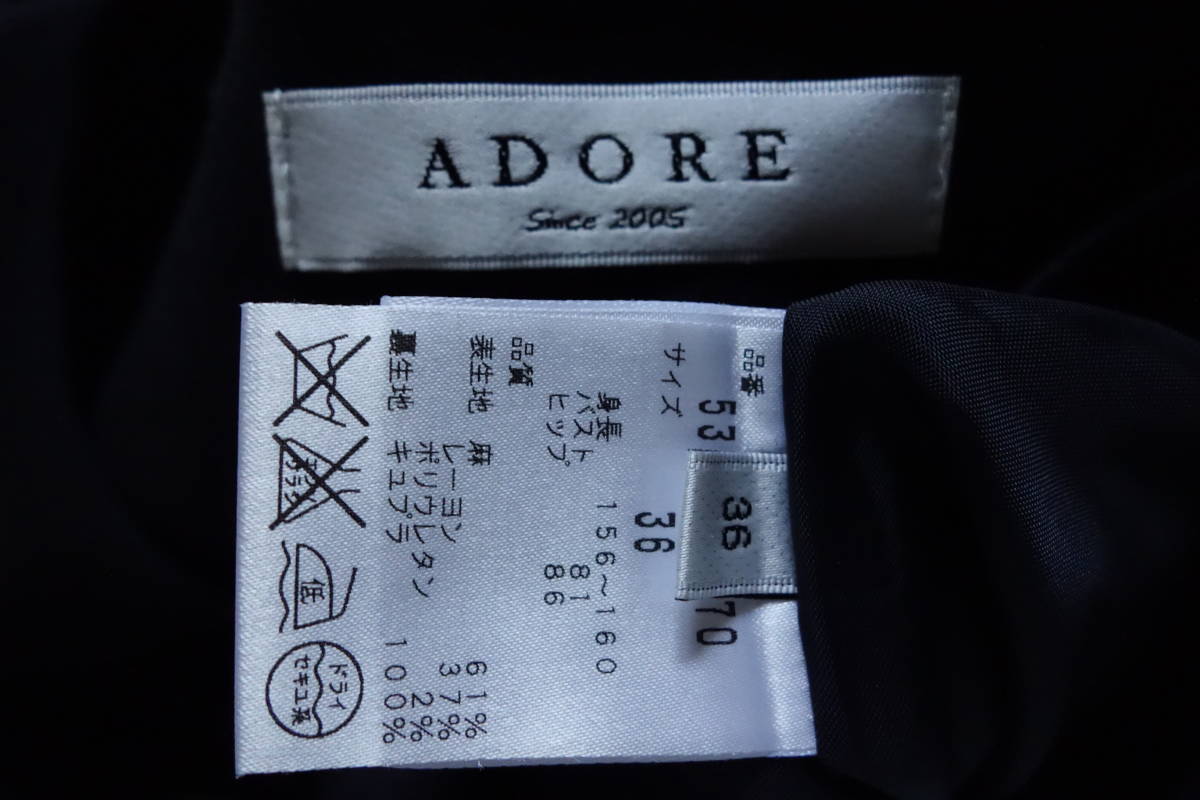 ADORE
Since 2005
36
品番 53 70
サイズ 36
身長 156~160
バスト 81
ヒップ 86
品質
表生地 麻 61%
レーヨン 37%
ポリウレタン 2%
裏生地 キュプラ 100%
低
ドライ
セキユ系